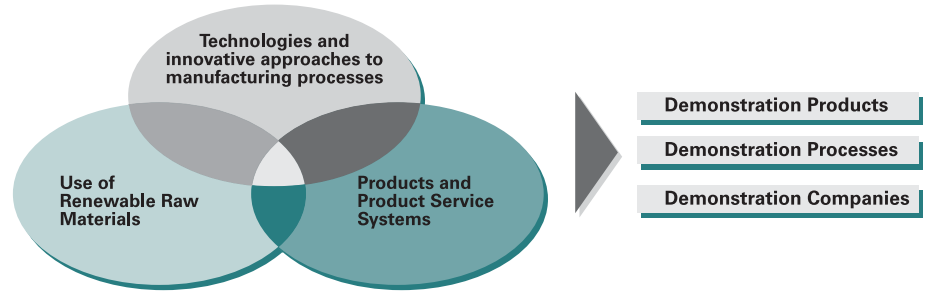 Technologies and
innovative approaches to
manufacturing processes
Use of
Renewable Raw
Materials
Products and
Product Service
Systems
Demonstration Products
Demonstration Processes
Demonstration Companies